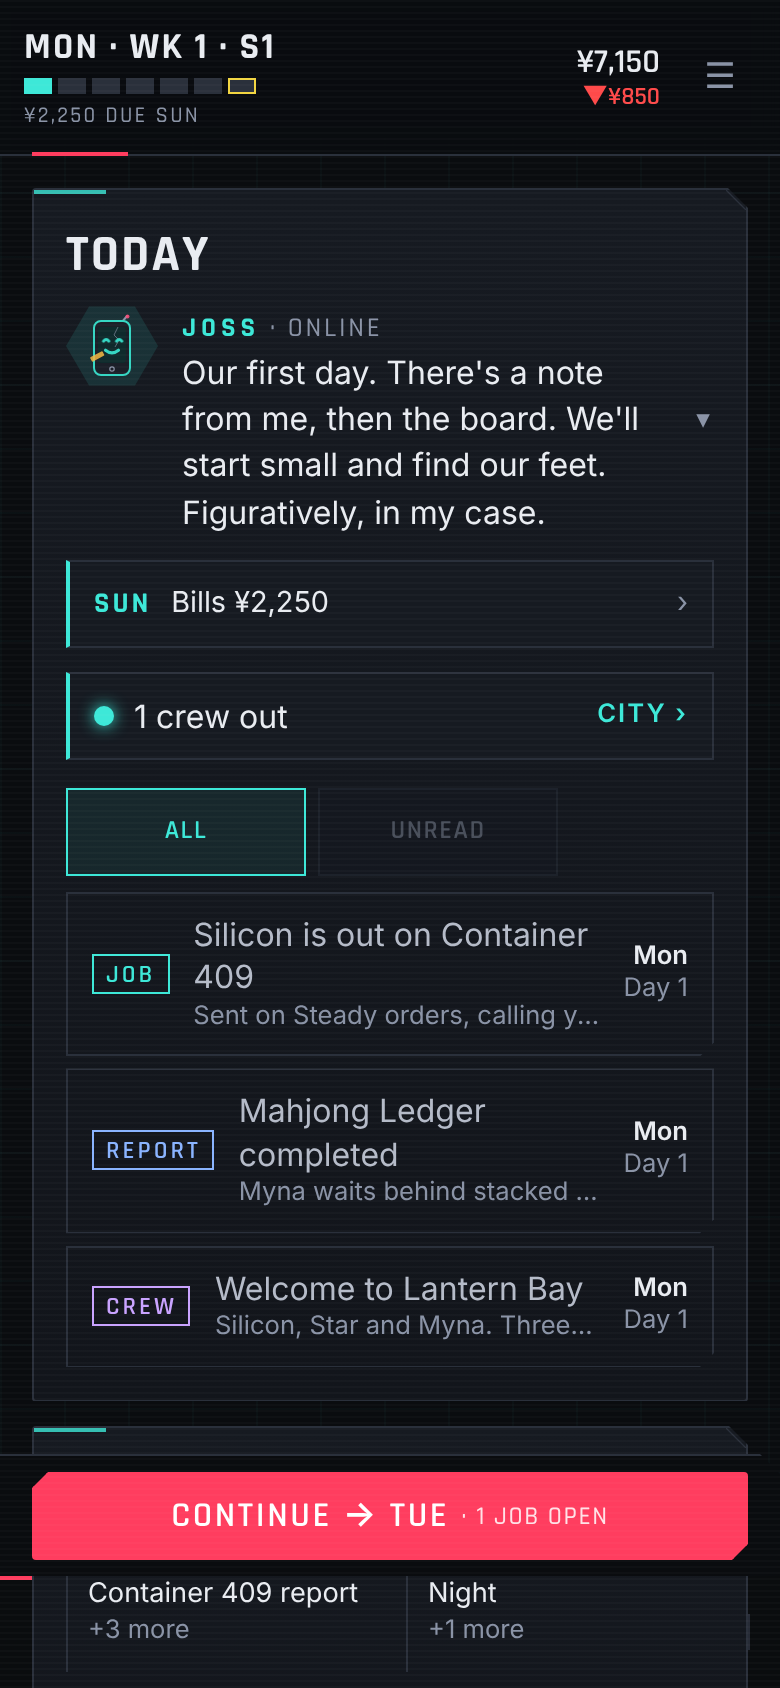 MON · WK 1 · S1
¥2,250 DUE SUN
¥7,150
▼¥850
☰
TODAY
JOSS · ONLINE
Our first day. There's a note
from me, then the board. We'll
start small and find our feet.
Figuratively, in my case.
▼
SUN Bills ¥2,250 ›
1 crew out CITY ›
ALL
UNREAD
JOB
Silicon is out on Container
409
Sent on Steady orders, calling y...
Mon
Day 1
REPORT
Mahjong Ledger
completed
Myna waits behind stacked ...
Mon
Day 1
CREW
Welcome to Lantern Bay
Silicon, Star and Myna. Three...
Mon
Day 1
CONTINUE → TUE · 1 JOB OPEN
Container 409 report
+3 more
Night
+1 more